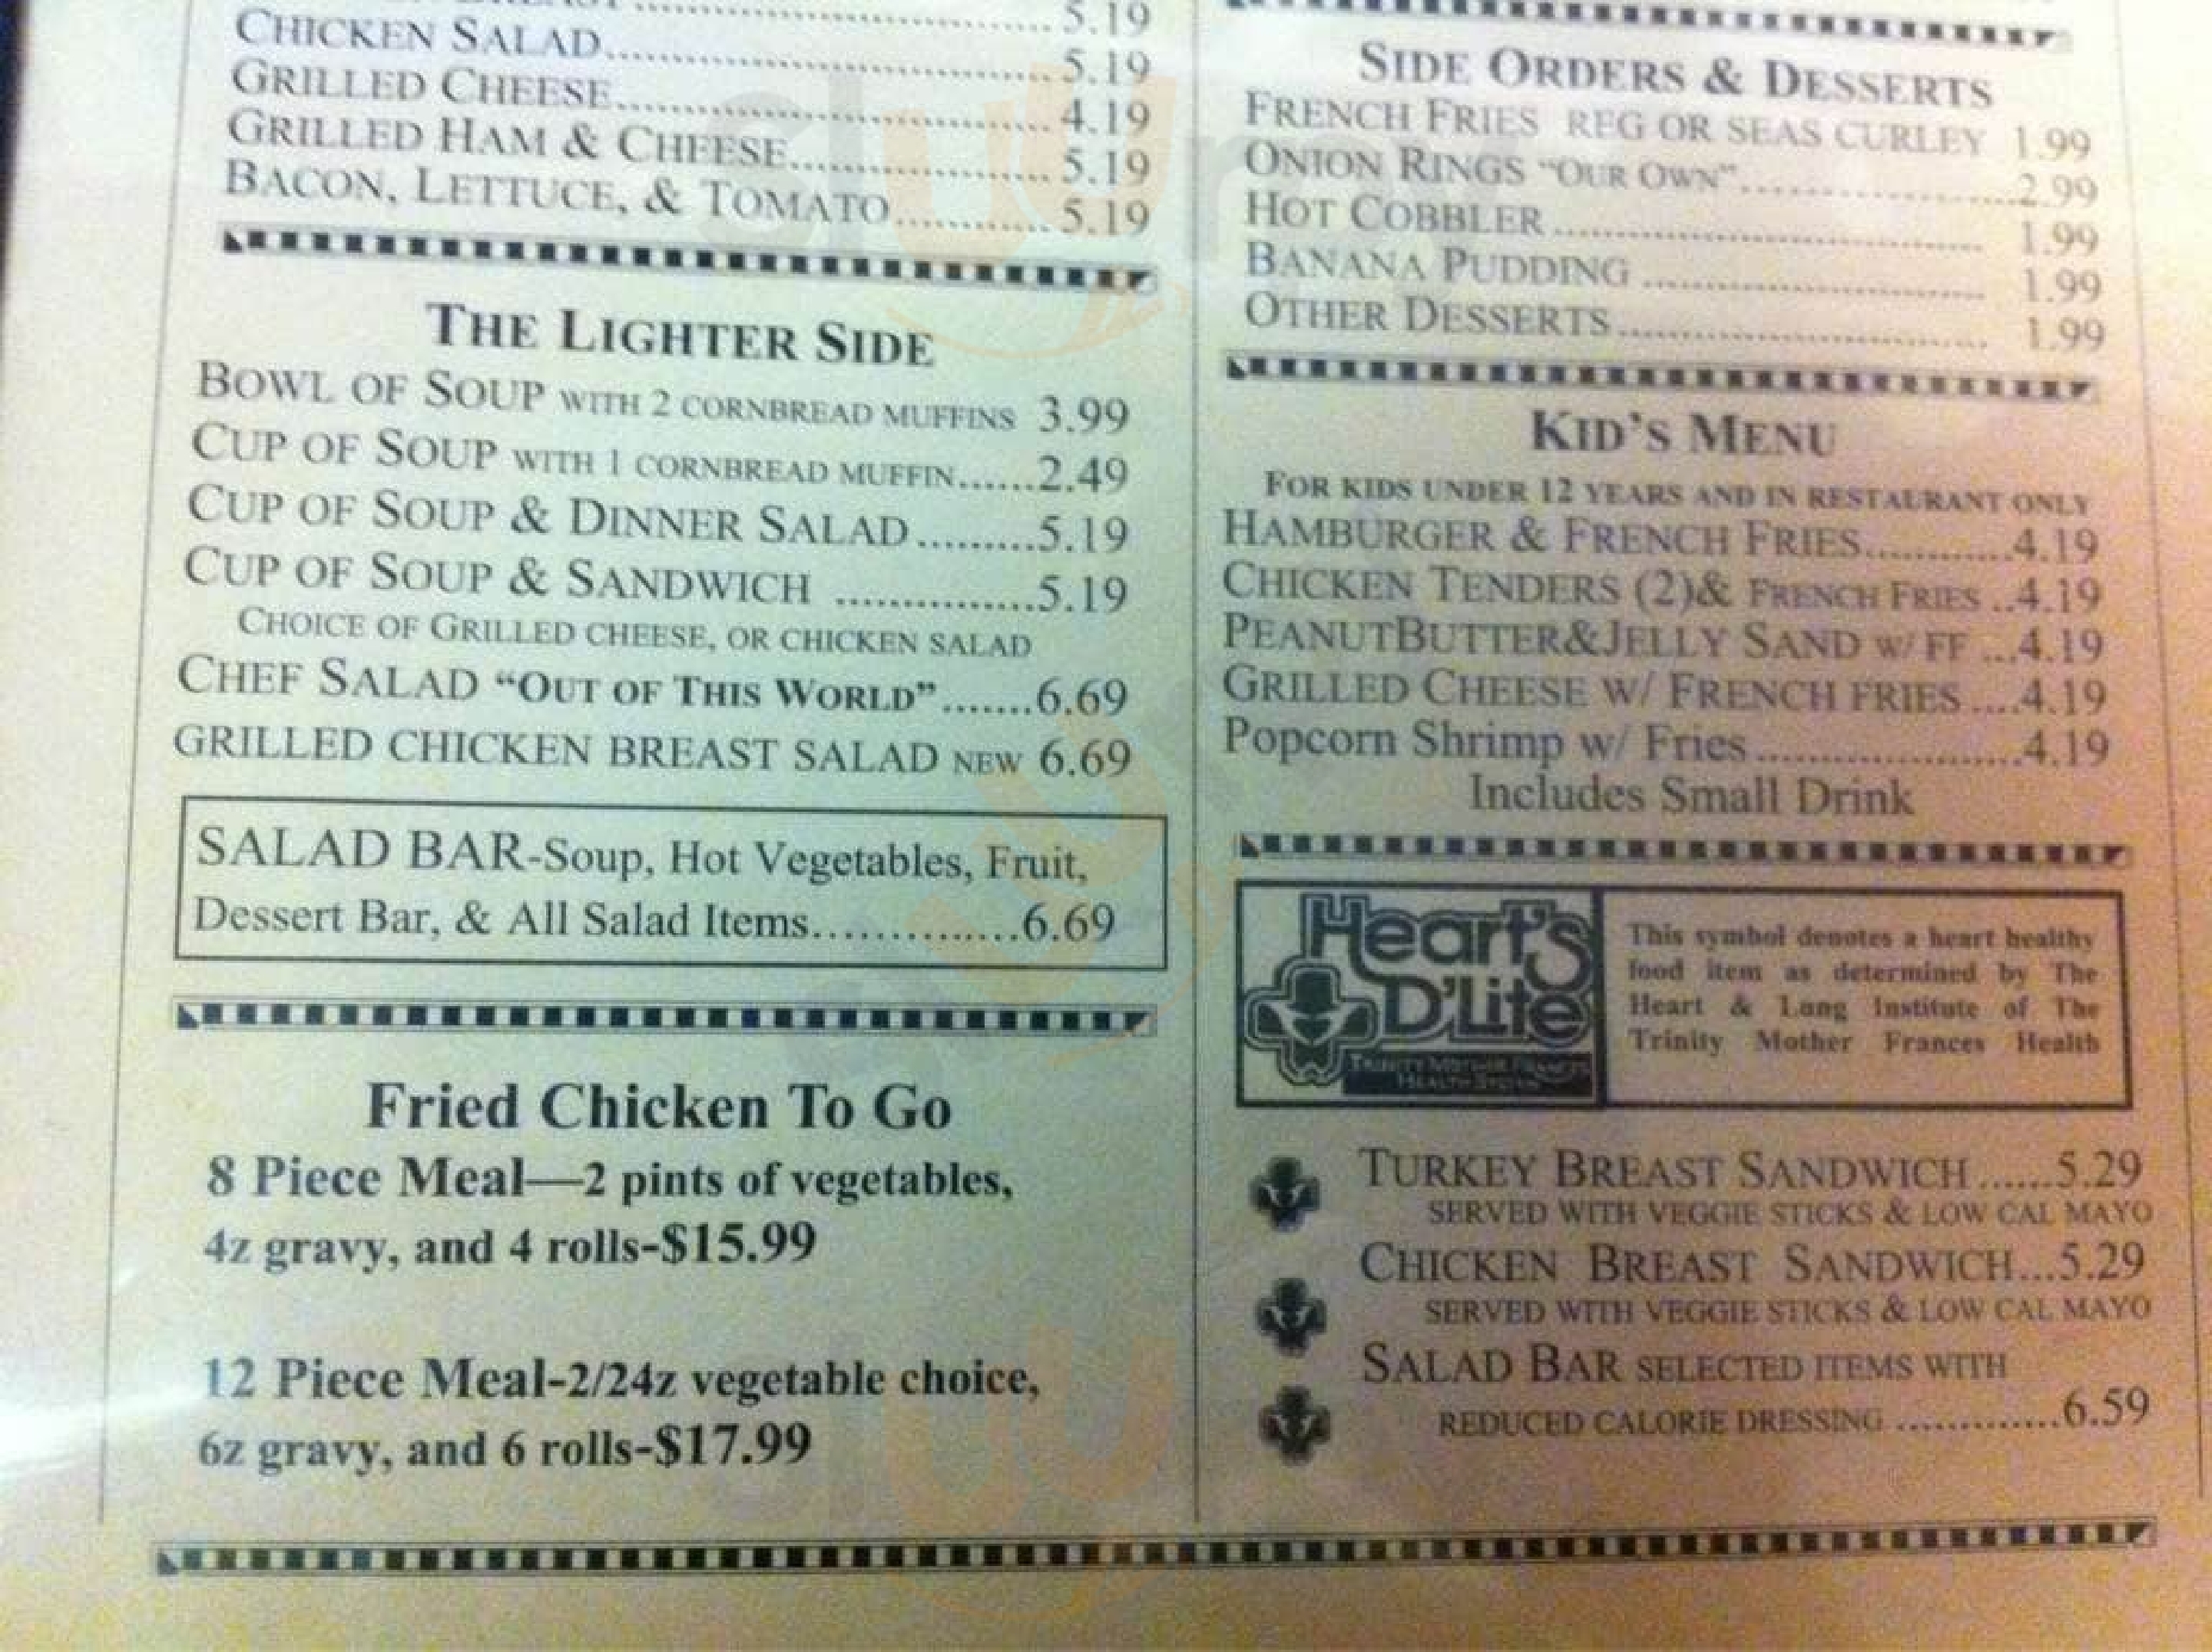 5.19
CHICKEN SALAD 5.19
GRILLED CHEESE 4.19
GRILLED HAM & CHEESE 5.19
BACON, LETTUCE, & TOMATO 5.19
THE LIGHTER SIDE
BOWL OF SOUP WITH 2 CORNBREAD MUFFINS 3.99
CUP OF SOUP WITH 1 CORNBREAD MUFFIN......2.49
CUP OF SOUP & DINNER SALAD..........5.19
CUP OF SOUP & SANDWICH ................5.19
CHOICE OF GRILLED CHEESE, OR CHICKEN SALAD
CHEF SALAD “OUT OF THIS WORLD”.......6.69
GRILLED CHICKEN BREAST SALAD NEW 6.69
SALAD BAR-Soup, Hot Vegetables, Fruit,
Dessert Bar, & All Salad Items...............6.69
Fried Chicken To Go
8 Piece Meal—2 pints of vegetables,
4z gravy, and 4 rolls-$15.99
12 Piece Meal-2/24z vegetable choice,
6z gravy, and 6 rolls-$17.99
SIDE ORDERS & DESSERTS
FRENCH FRIES REG OR SEAS CURLEY 1.99
ONION RINGS “OUR OWN” 2.99
HOT COBBLER 1.99
BANANA PUDDING 1.99
OTHER DESSERTS 1.99
KID’S MENU
FOR KIDS UNDER 12 YEARS AND IN RESTAURANT ONLY
HAMBURGER & FRENCH FRIES............4.19
CHICKEN TENDERS (2)& FRENCH FRIES ..4.19
PEANUTBUTTER&JELLY SAND W/ FF ...4.19
GRILLED CHEESE W/ FRENCH FRIES ....4.19
Popcorn Shrimp w/ Fries......................4.19
Includes Small Drink
Heart's
D'Lite
TRINITY MOTHER FRANCES
HEALTH SYSTEM
This symbol denotes a heart healthy
food item as determined by The
Heart & Lung Institute of The
Trinity Mother Frances Health
TURKEY BREAST SANDWICH ......5.29
SERVED WITH VEGGIE STICKS & LOW CAL MAYO
CHICKEN BREAST SANDWICH...5.29
SERVED WITH VEGGIE STICKS & LOW CAL MAYO
SALAD BAR SELECTED ITEMS WITH
REDUCED CALORIE DRESSING .............6.59